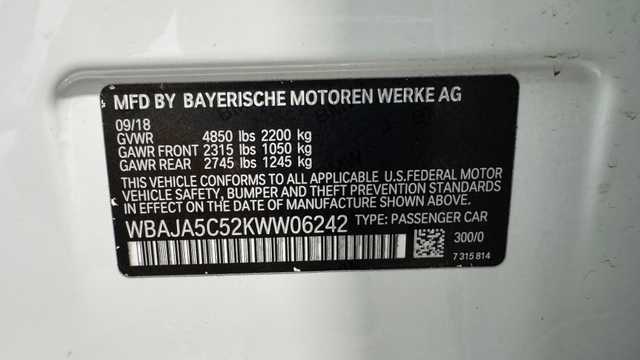 MFD BY BAYERISCHE MOTOREN WERKE AG
09/18
GVWR 4850 lbs 2200 kg
GAWR FRONT 2315 lbs 1050 kg
GAWR REAR 2745 lbs 1245 kg
THIS VEHICLE CONFORMS TO ALL APPLICABLE U.S.FEDERAL MOTOR
VEHICLE SAFETY, BUMPER AND THEFT PREVENTION STANDARDS
IN EFFECT ON THE DATE OF MANUFACTURE SHOWN ABOVE.
WBAJA5C52KWW06242 TYPE: PASSENGER CAR
300/0
7 315 814